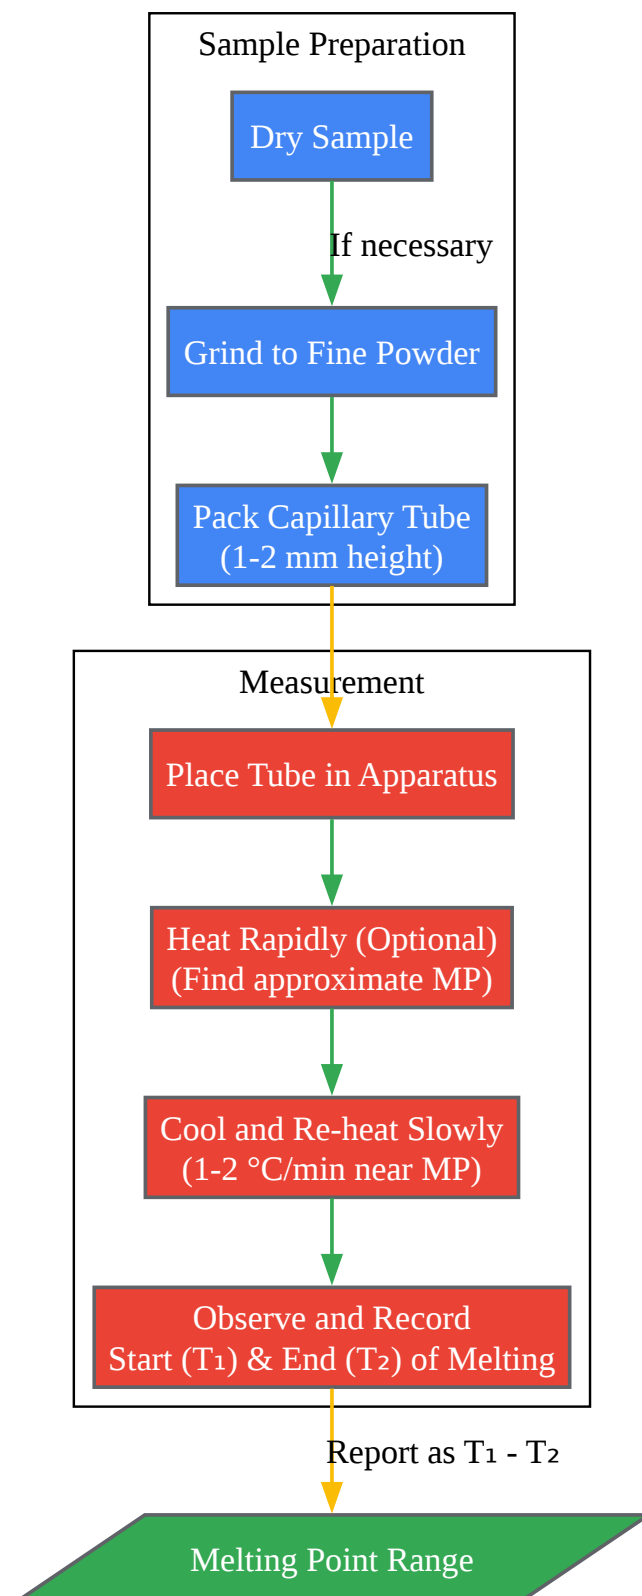 Sample Preparation
Dry Sample
If necessary
Grind to Fine Powder
Pack Capillary Tube
(1-2 mm height)
Measurement
Place Tube in Apparatus
Heat Rapidly (Optional)
(Find approximate MP)
Cool and Re-heat Slowly
(1-2 °C/min near MP)
Observe and Record
Start (T₁) & End (T₂) of Melting
Report as T₁ - T₂
Melting Point Range